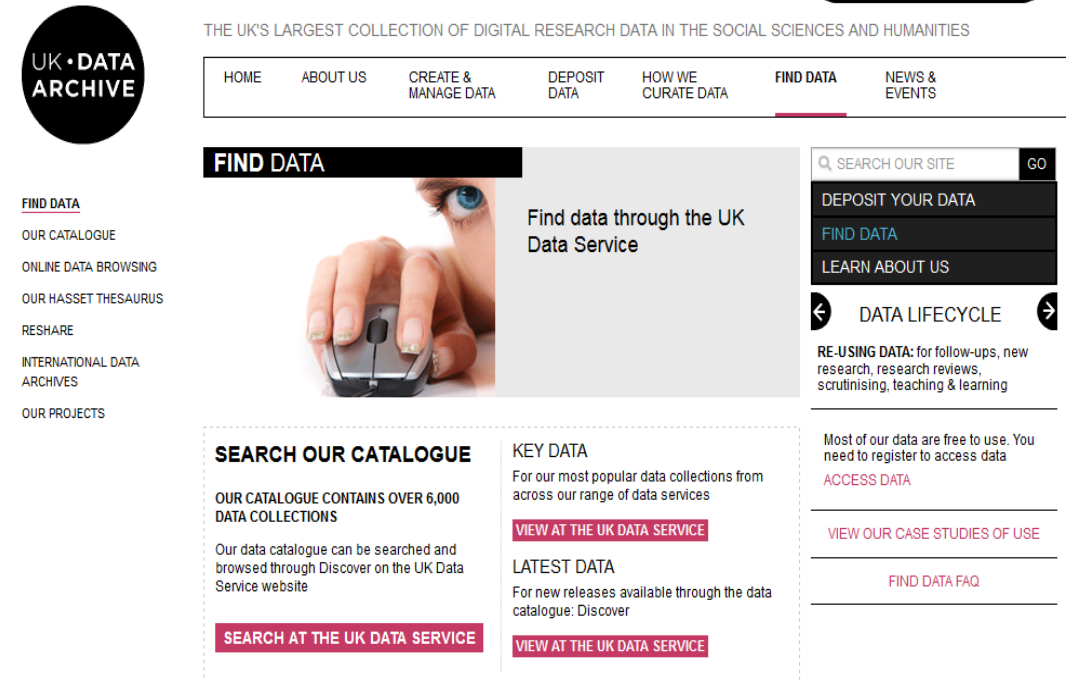 UK • DATA
ARCHIVE
THE UK'S LARGEST COLLECTION OF DIGITAL RESEARCH DATA IN THE SOCIAL SCIENCES AND HUMANITIES
HOME
ABOUT US
CREATE &
MANAGE DATA
DEPOSIT
DATA
HOW WE
CURATE DATA
FIND DATA
NEWS &
EVENTS
FIND DATA
OUR CATALOGUE
ONLINE DATA BROWSING
OUR HASSET THESAURUS
RESHARE
INTERNATIONAL DATA
ARCHIVES
OUR PROJECTS
FIND DATA
Find data through the UK
Data Service
SEARCH OUR CATALOGUE
OUR CATALOGUE CONTAINS OVER 6,000
DATA COLLECTIONS
Our data catalogue can be searched and
browsed through Discover on the UK Data
Service website
SEARCH AT THE UK DATA SERVICE
KEY DATA
For our most popular data collections from
across our range of data services
VIEW AT THE UK DATA SERVICE
LATEST DATA
For new releases available through the data
catalogue: Discover
VIEW AT THE UK DATA SERVICE
SEARCH OUR SITE
GO
DEPOSIT YOUR DATA
FIND DATA
LEARN ABOUT US
DATA LIFECYCLE
RE-USING DATA: for follow-ups, new
research, research reviews,
scrutinising, teaching & learning
Most of our data are free to use. You
need to register to access data
ACCESS DATA
VIEW OUR CASE STUDIES OF USE
FIND DATA FAQ